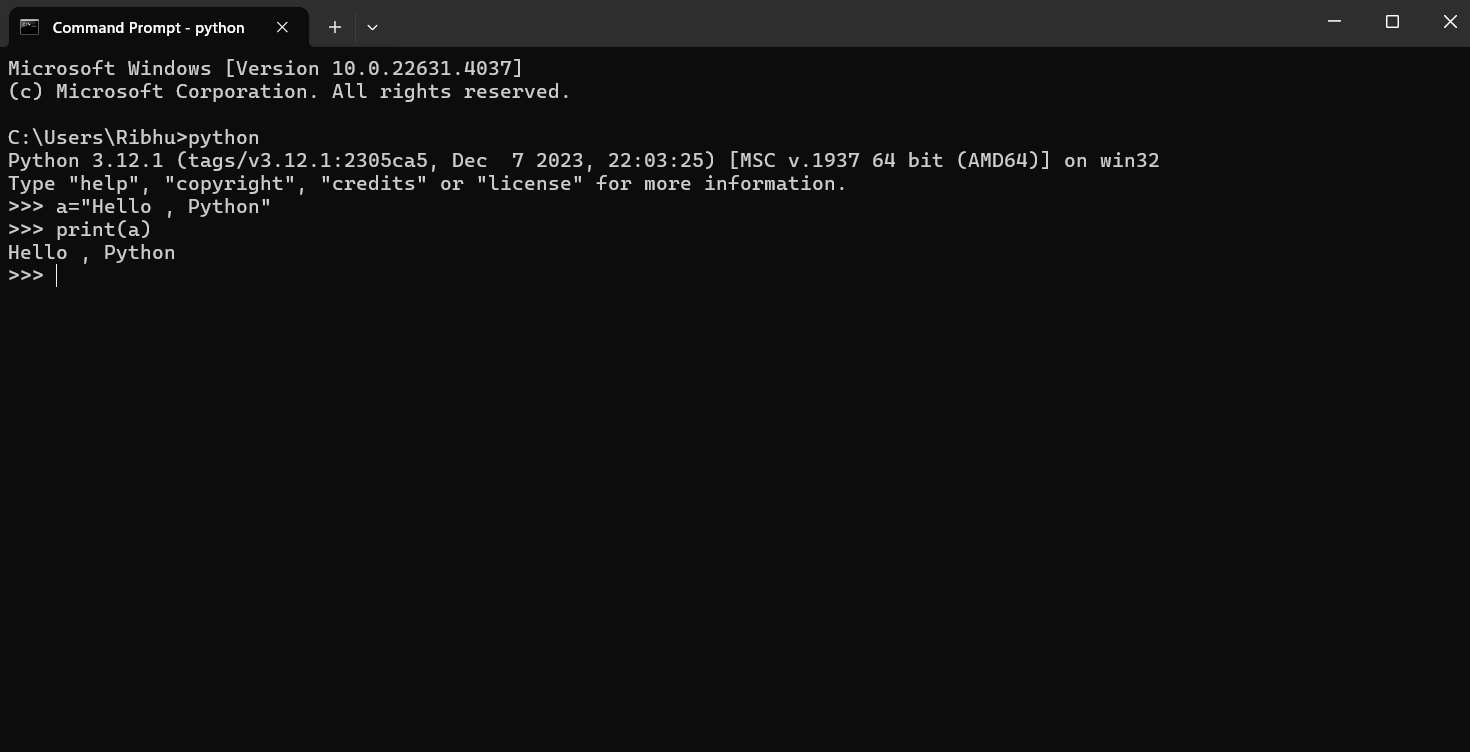 Command Prompt - python
Microsoft Windows [Version 10.0.22631.4037]
(c) Microsoft Corporation. All rights reserved.
C:\Users\Ribhu>python
Python 3.12.1 (tags/v3.12.1:2305ca5, Dec  7 2023, 22:03:25) [MSC v.1937 64 bit (AMD64)] on win32
Type "help", "copyright", "credits" or "license" for more information.
>>> a="Hello , Python"
>>> print(a)
Hello , Python
>>>